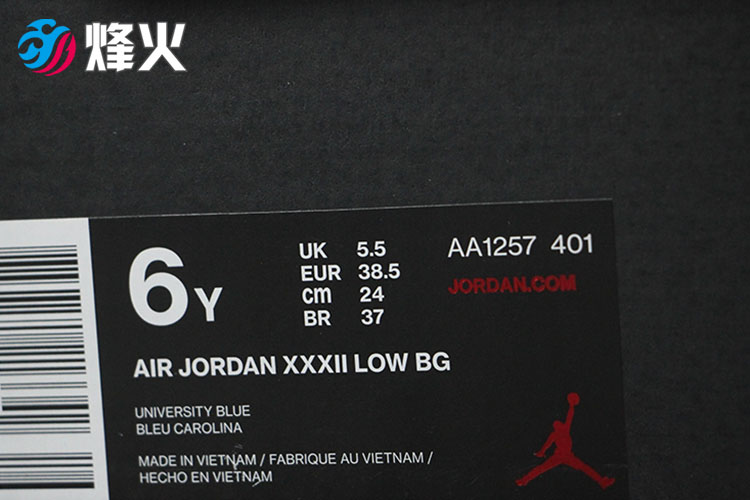 烽火
6Y
UK 5.5
EUR 38.5
cm 24
BR 37
AA1257 401
JORDAN.COM
AIR JORDAN XXXII LOW BG
UNIVERSITY BLUE
BLEU CAROLINA
MADE IN VIETNAM / FABRIQUE AU VIETNAM /
HECHO EN VIETNAM